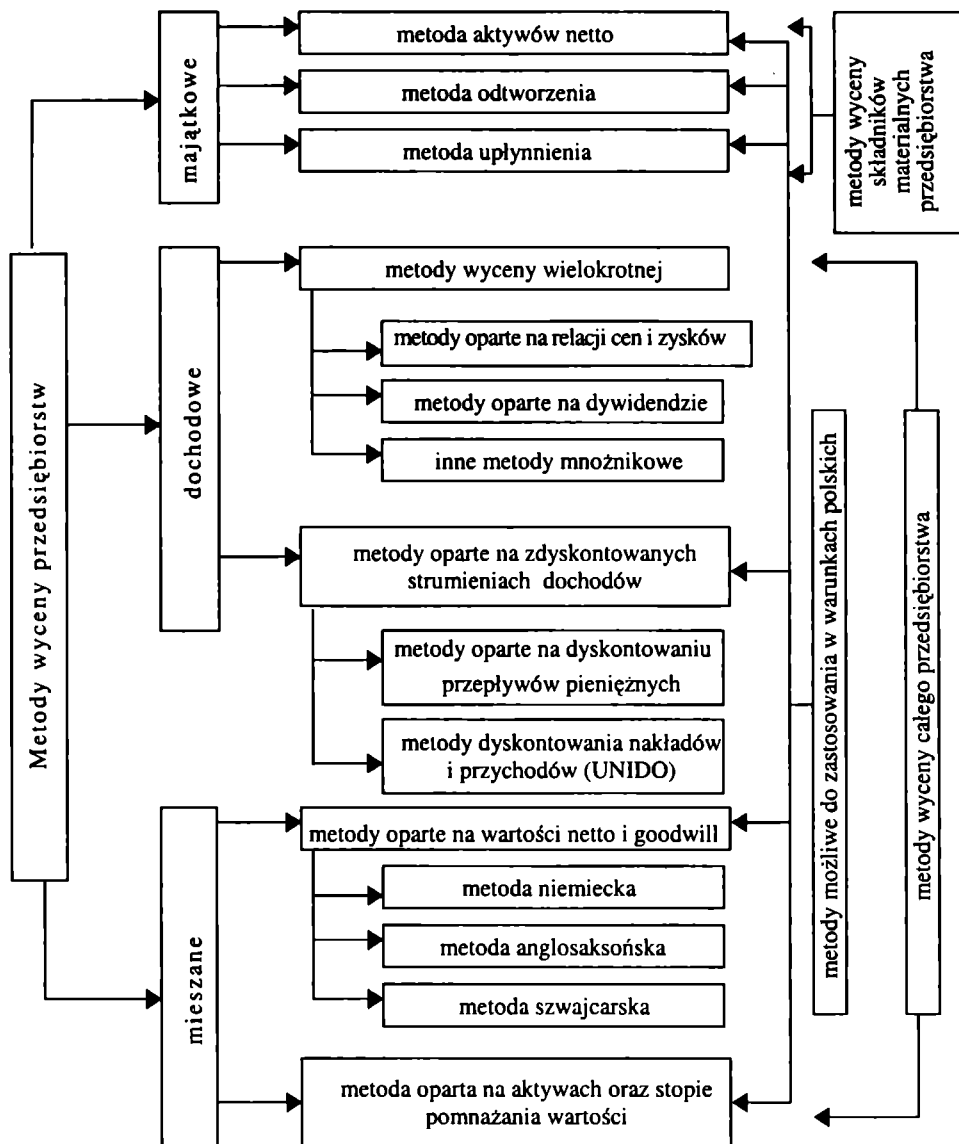 Metody wyceny przedsiębiorstw
majątkowe
metoda aktywów netto
metoda odtworzenia
metoda upłynnienia
dochodowe
metody wyceny wielokrotnej
metody oparte na relacji cen i zysków
metody oparte na dywidendzie
inne metody mnożnikowe
metody oparte na zdyskontowanych
strumieniach dochodów
metody oparte na dyskontowaniu
przepływów pieniężnych
metody dyskontowania nakładów
i przychodów (UNIDO)
mieszane
metody oparte na wartości netto i goodwill
metoda niemiecka
metoda anglosaksońska
metoda szwajcarska
metoda oparta na aktywach oraz stopie
pomnażania wartości
metody wyceny
składników
materialnych
przedsiębiorstwa
metody możliwe do zastosowania w warunkach polskich
metody wyceny całego przedsiębiorstwa